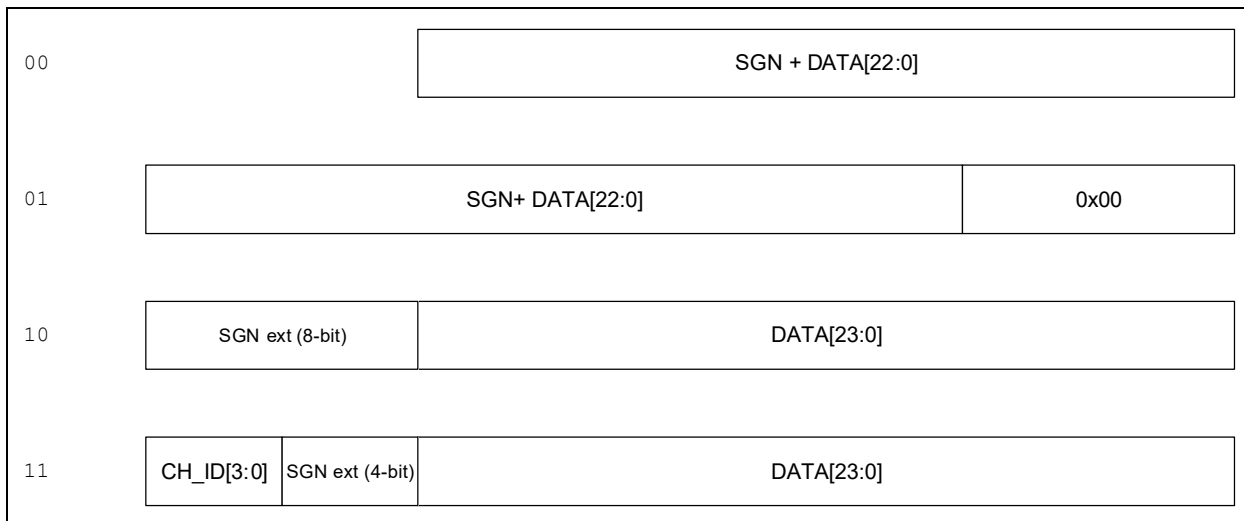 00 SGN + DATA[22:0]
01 SGN+ DATA[22:0] 0x00
10 SGN ext (8-bit) DATA[23:0]
11 CH_ID[3:0] SGN ext (4-bit) DATA[23:0]